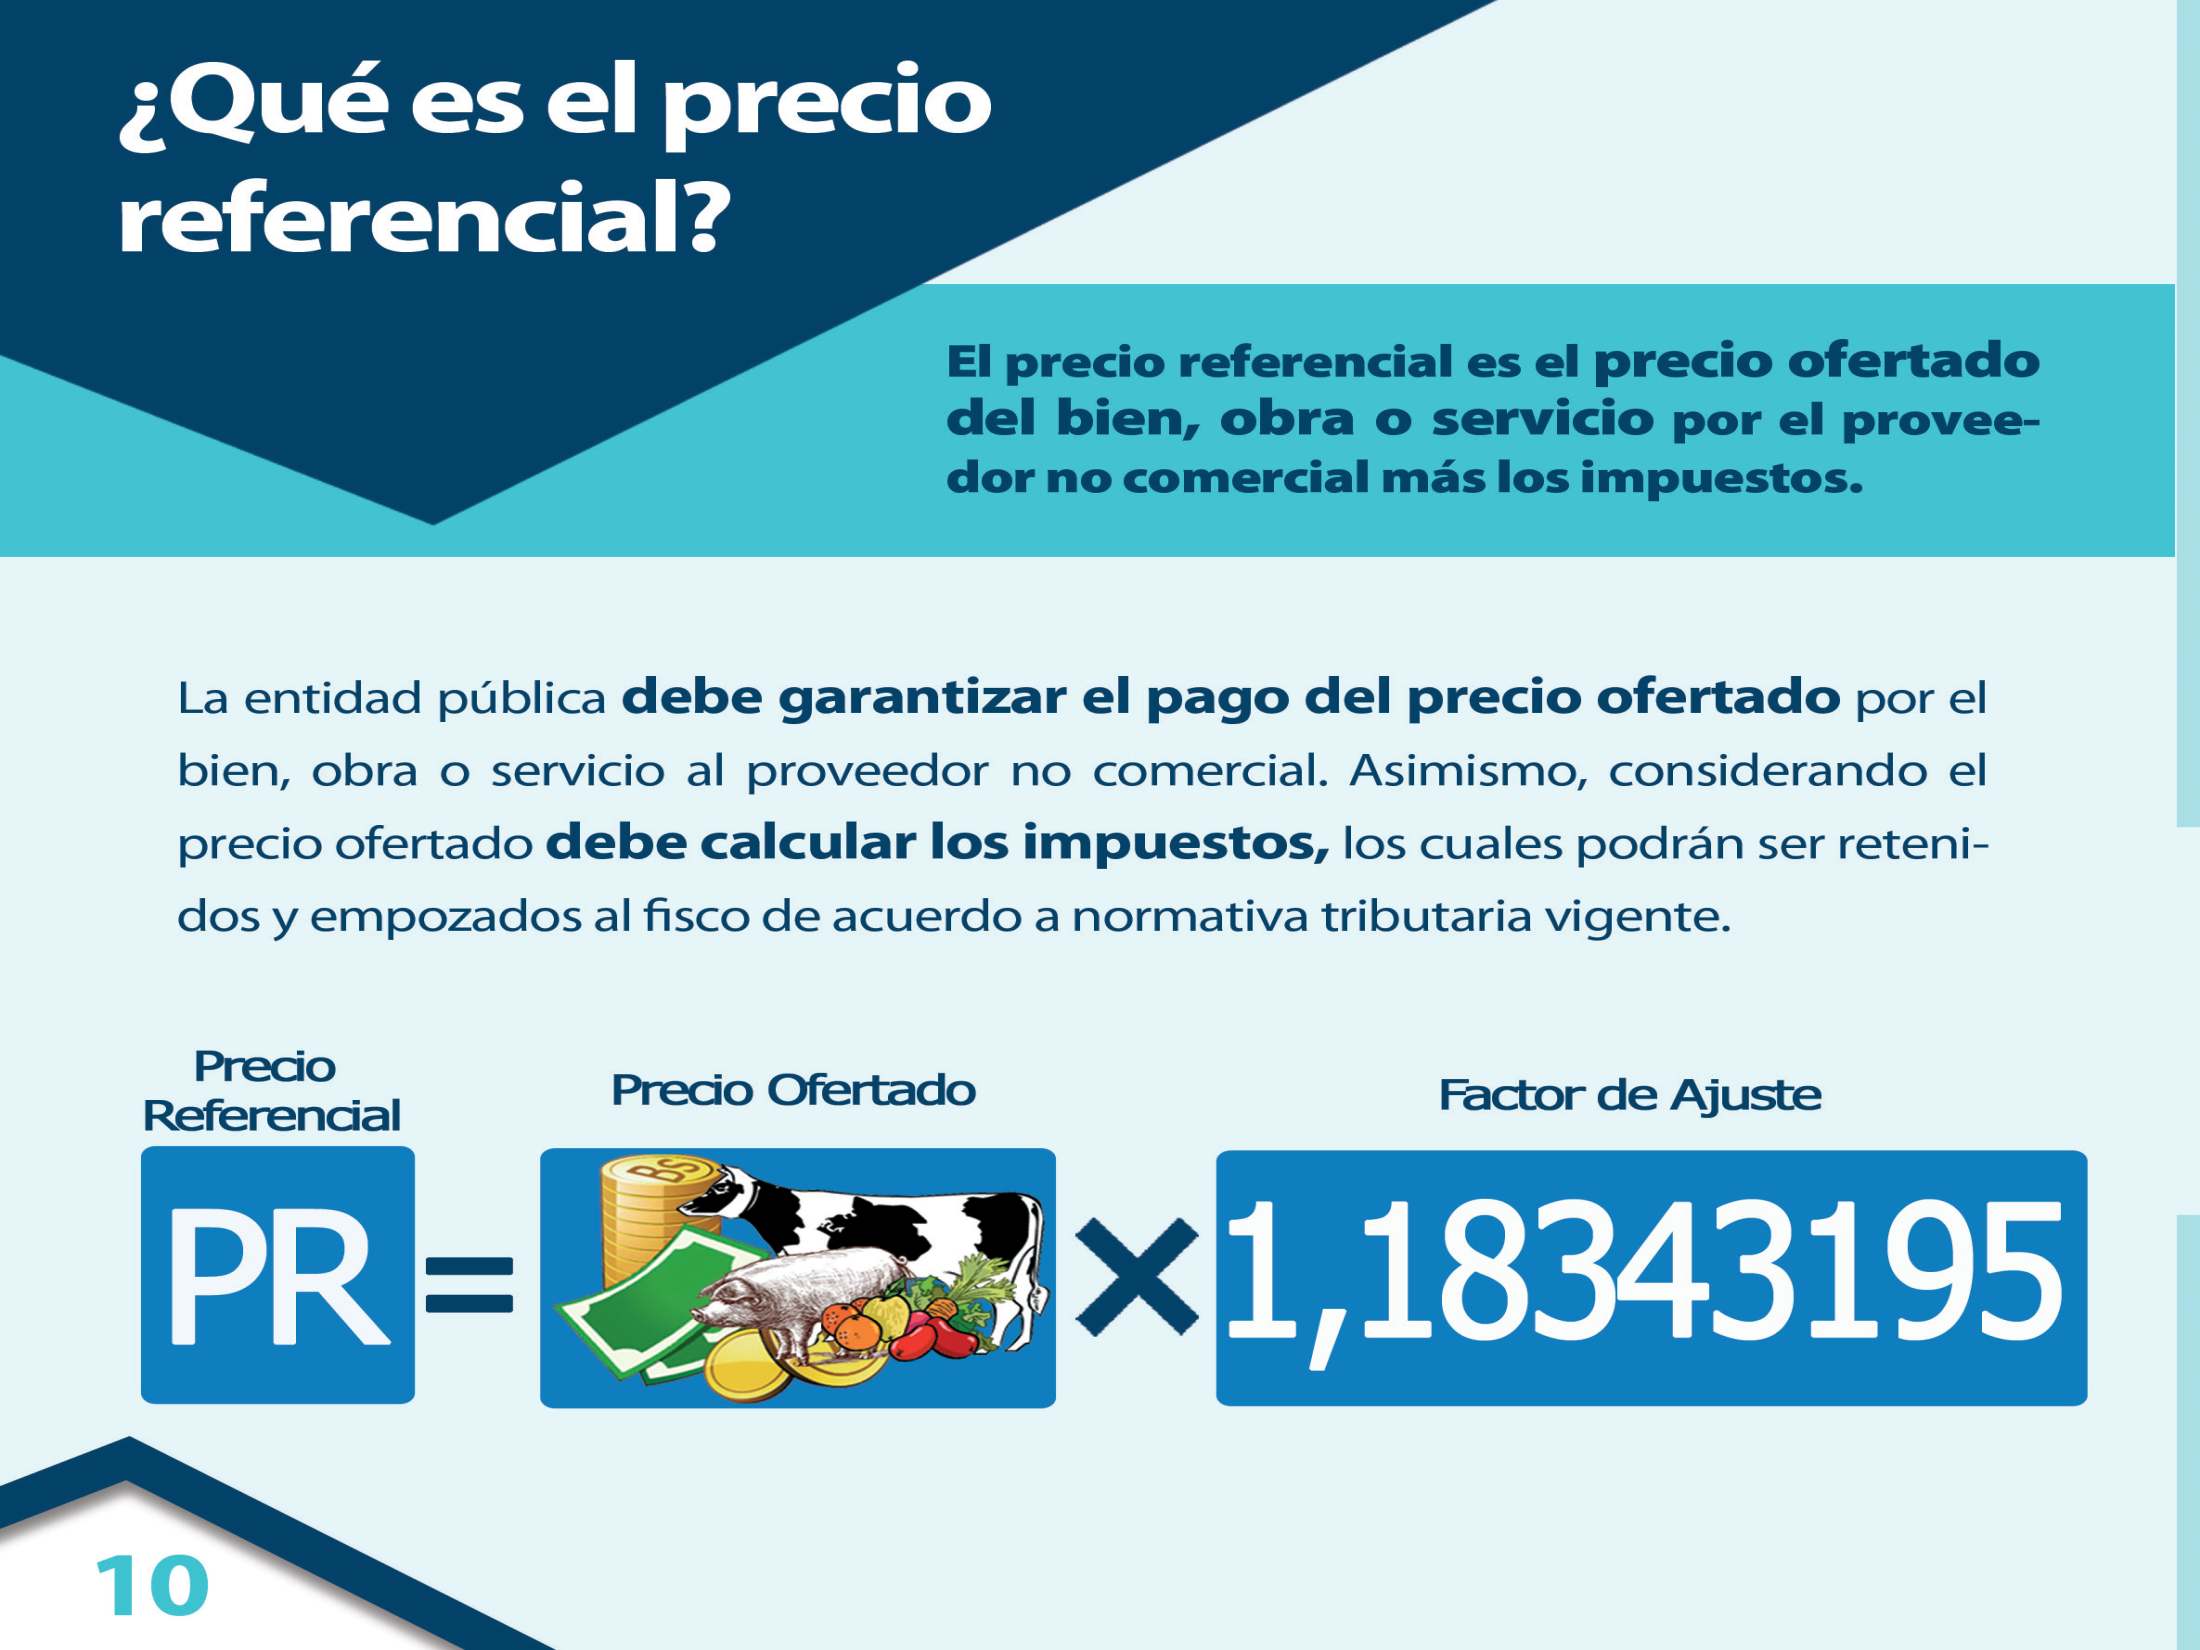 ¿Qué es el precio
referencial?
El precio referencial es el precio ofertado
del bien, obra o servicio por el provee-
dor no comercial más los impuestos.
La entidad pública debe garantizar el pago del precio ofertado por el
bien, obra o servicio al proveedor no comercial. Asimismo, considerando el
precio ofertado debe calcular los impuestos, los cuales podrán ser reteni-
dos y empozados al fisco de acuerdo a normativa tributaria vigente.
Precio
Referencial
Precio Ofertado
Factor de Ajuste
PR
=
BS
×
1,18343195
10